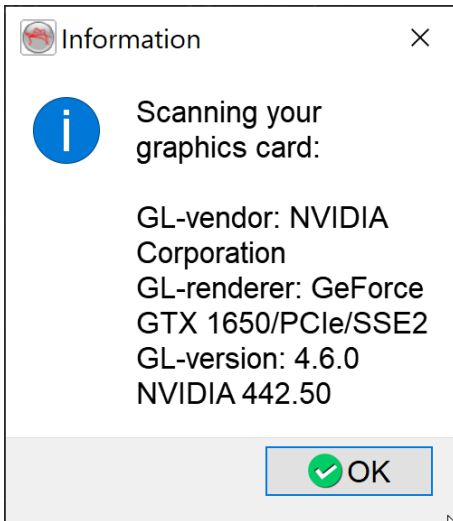 Information
Scanning your
graphics card:
GL-vendor: NVIDIA
Corporation
GL-renderer: GeForce
GTX 1650/PCIe/SSE2
GL-version: 4.6.0
NVIDIA 442.50
OK